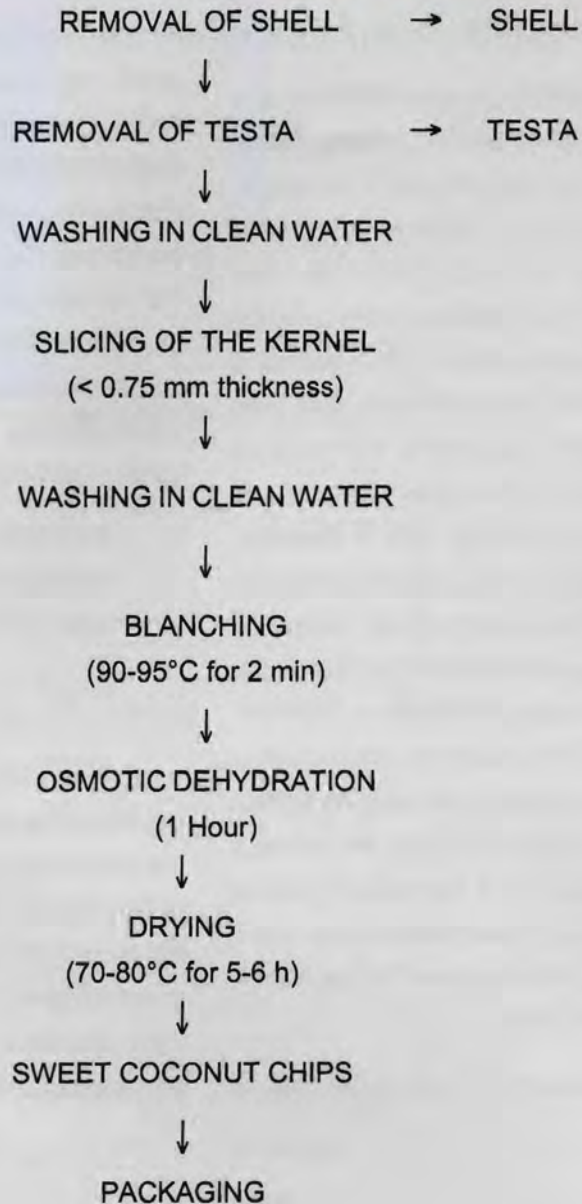 REMOVAL OF SHELL → SHELL
↓
REMOVAL OF TESTA → TESTA
↓
WASHING IN CLEAN WATER
↓
SLICING OF THE KERNEL
(< 0.75 mm thickness)
↓
WASHING IN CLEAN WATER
↓
BLANCHING
(90-95°C for 2 min)
↓
OSMOTIC DEHYDRATION
(1 Hour)
↓
DRYING
(70-80°C for 5-6 h)
↓
SWEET COCONUT CHIPS
↓
PACKAGING